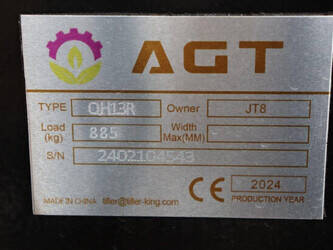 AGT
TYPE QH13R Owner JT8
Load (kg) 885 Width Max(MM)
S/N 2402104543
MADE IN CHINA tiller@tiller-king.com CE 2024
PRODUCTION YEAR